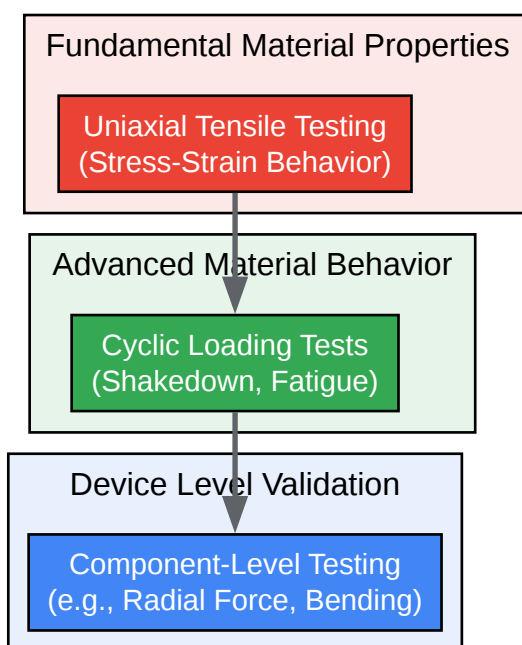 Fundamental Material Properties
Uniaxial Tensile Testing
(Stress-Strain Behavior)
Advanced Material Behavior
Cyclic Loading Tests
(Shakedown, Fatigue)
Device Level Validation
Component-Level Testing
(e.g., Radial Force, Bending)